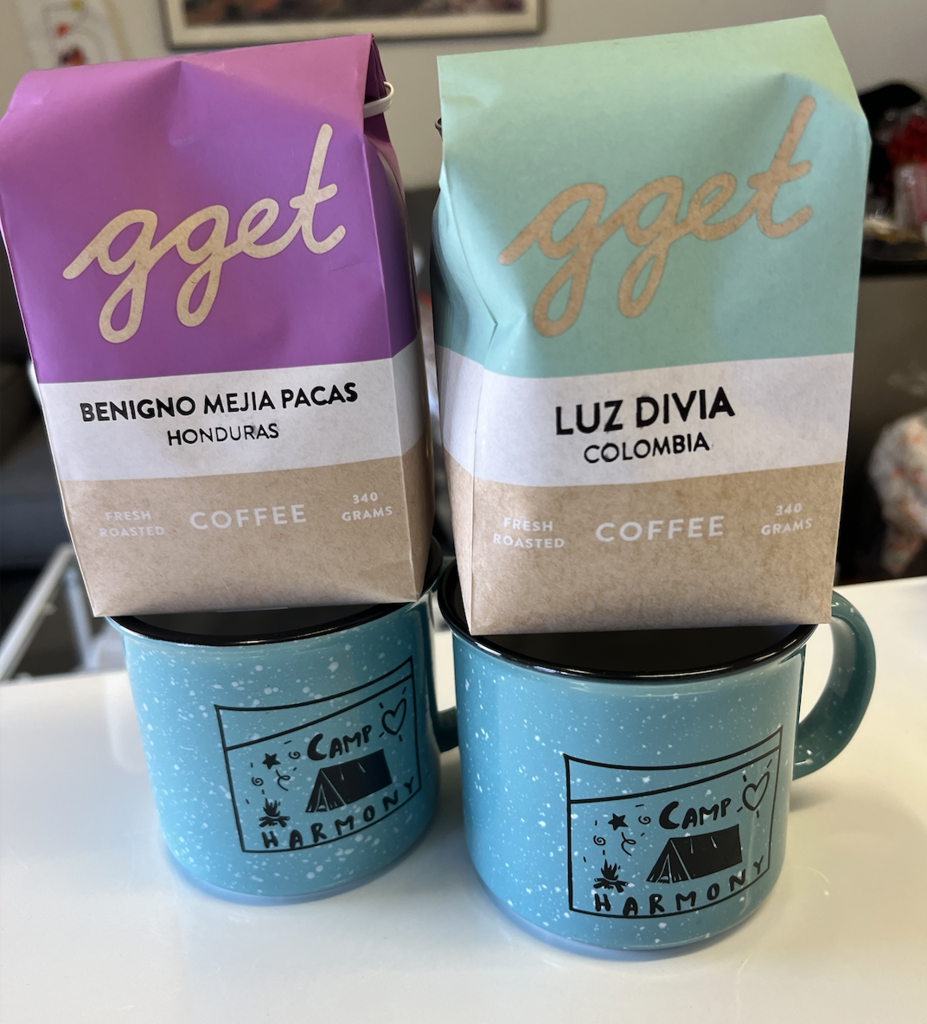 gget
BENIGNO MEJIA PACAS
HONDURAS
FRESH
ROASTED
COFFEE
340
GRAMS
gget
LUZ DIVIA
COLOMBIA
FRESH
ROASTED
COFFEE
340
GRAMS
CAMP
HARMONY
CAMP
HARMONY